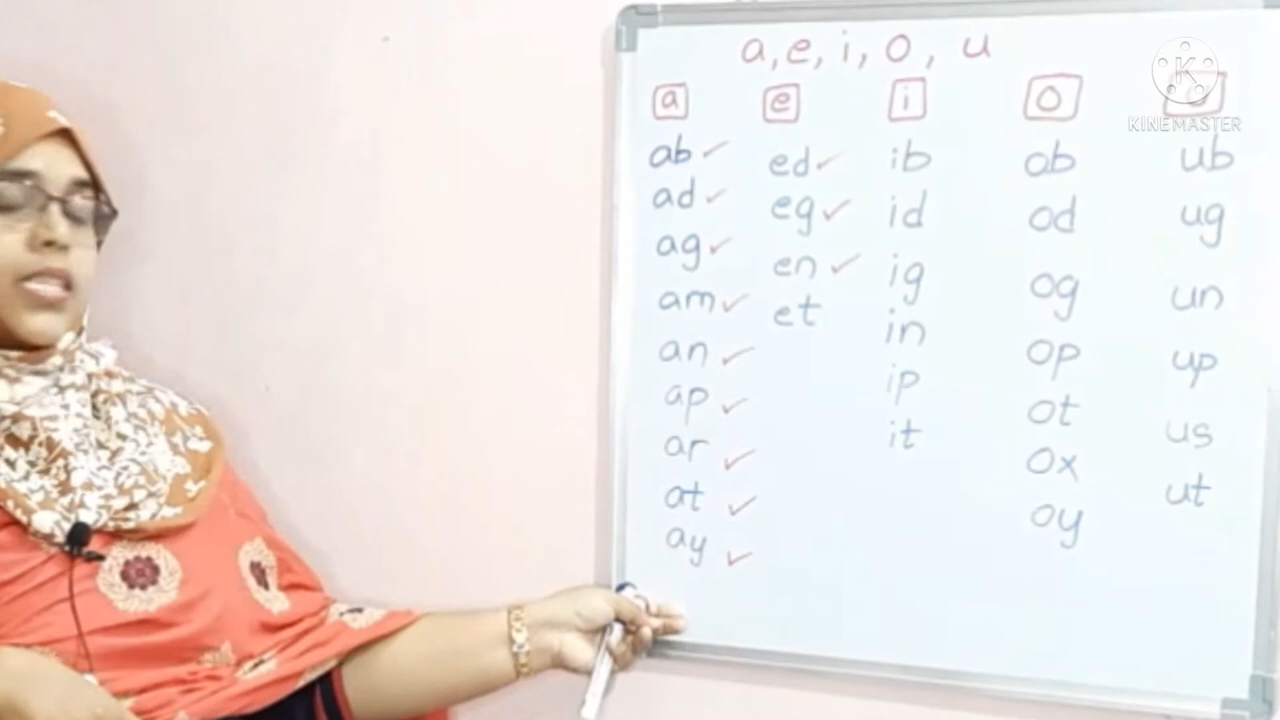 a, e, i, o, u
a e i o
ab ✓ ed ✓ ib ob ub
ad ✓ eg ✓ id od ug
ag ✓ en ✓ ig og un
am ✓ et in op up
an ✓ ip ot us
ap ✓ it ox ut
ar ✓ oy
at ✓
ay ✓
K
KINEMASTER